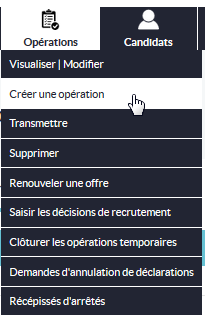 Opérations
Candidats
Visualiser | Modifier
Créer une opération
Transmettre
Supprimer
Renouveler une offre
Saisir les décisions de recrutement
Clôturer les opérations temporaires
Demandes d'annulation de déclarations
Récépissés d'arrêtés